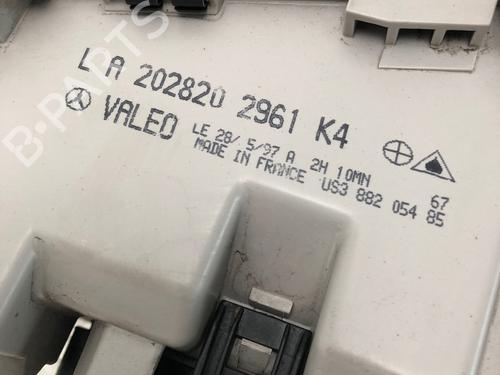 L A 202820 2961 K4
VALEO LE 28/ 5/97 A 2H 10MN
MADE IN FRANCE US3 882 054 85
67
B-PARTS